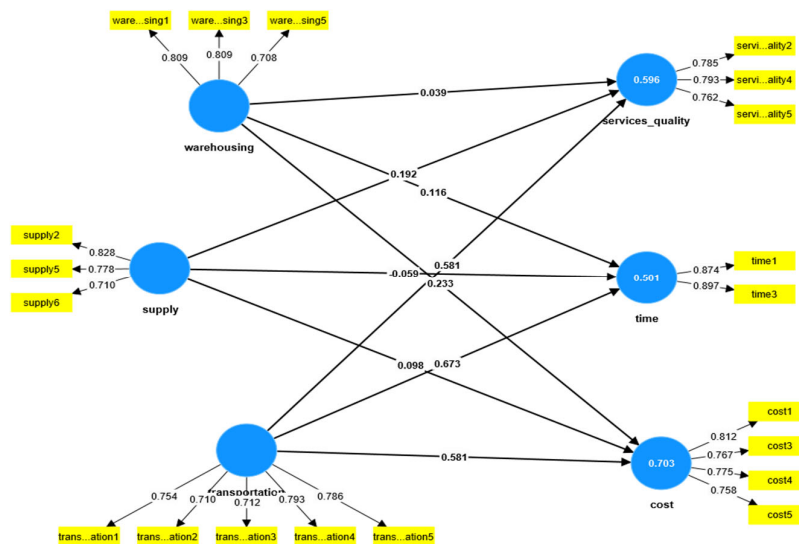 ware...sing1
ware...sing3
ware...sing5
0.809
0.809
0.708
warehousing
servi...ality2
servi...ality4
servi...ality5
0.785
0.793
0.762
0.596
services_quality
0.039
0.192
0.116
supply2
supply5
supply6
0.828
0.778
0.710
supply
0.581
-0.059
0.233
0.501
time
0.874
0.897
time1
time3
0.098
0.673
transportation
0.581
0.703
cost
0.812
0.767
0.775
0.758
cost1
cost3
cost4
cost5
0.754
0.710
0.712
0.793
0.786
trans...ation1
trans...ation2
trans...ation3
trans...ation4
trans...ation5